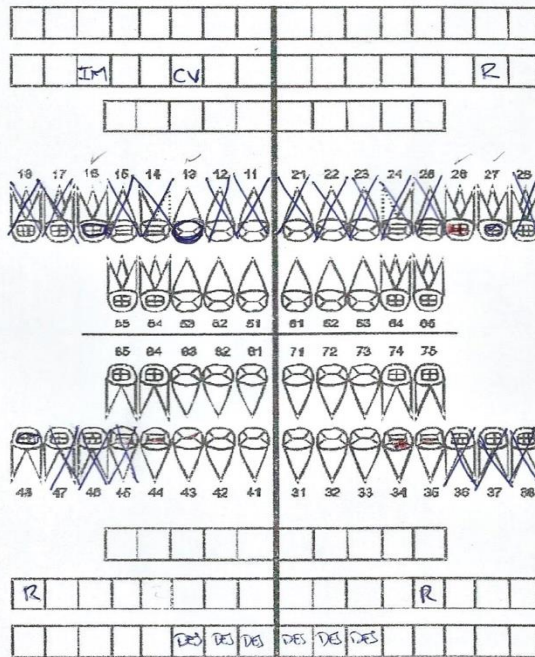 IM CV R
18 17 16 15 14 13 12 11 21 22 23 24 25 26 27 28
55 54 53 52 51 61 62 63 64 65
85 84 83 82 81 71 72 73 74 75
48 47 46 45 44 43 42 41 31 32 33 34 35 36 37 38
R R
DES DES DES DES DES DES